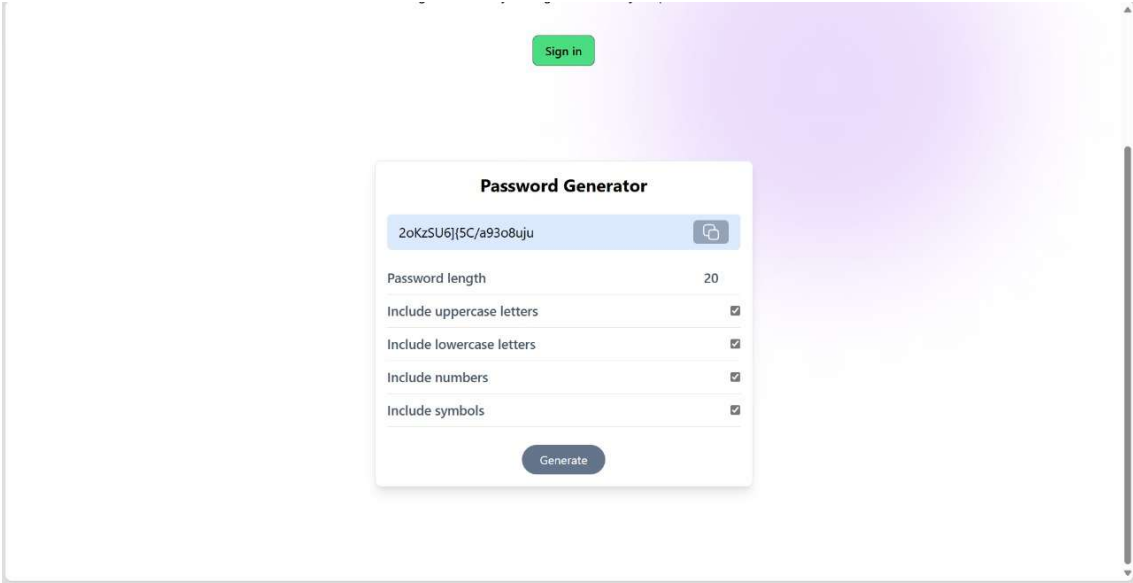 Sign in
Password Generator
2oKzSU6]{5C/a93o8uju
Password length 20
Include uppercase letters
Include lowercase letters
Include numbers
Include symbols
Generate